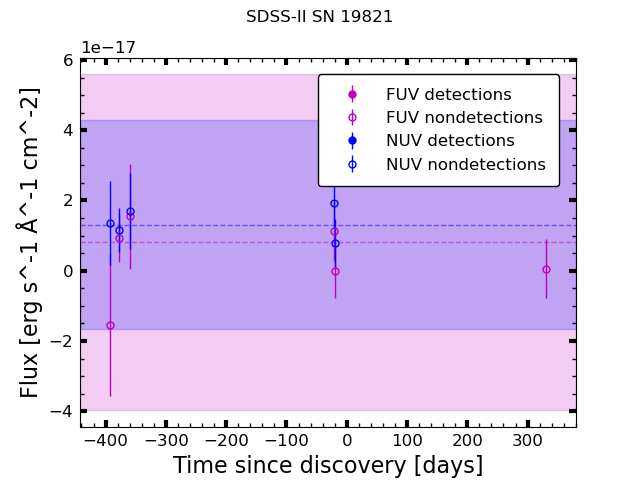 SDSS-II SN 19821
1e−17
6
4
2
0
−2
−4
Flux [erg s^-1 Å^-1 cm^-2]
FUV detections
FUV nondetections
NUV detections
NUV nondetections
−400 −300 −200 −100 0 100 200 300
Time since discovery [days]